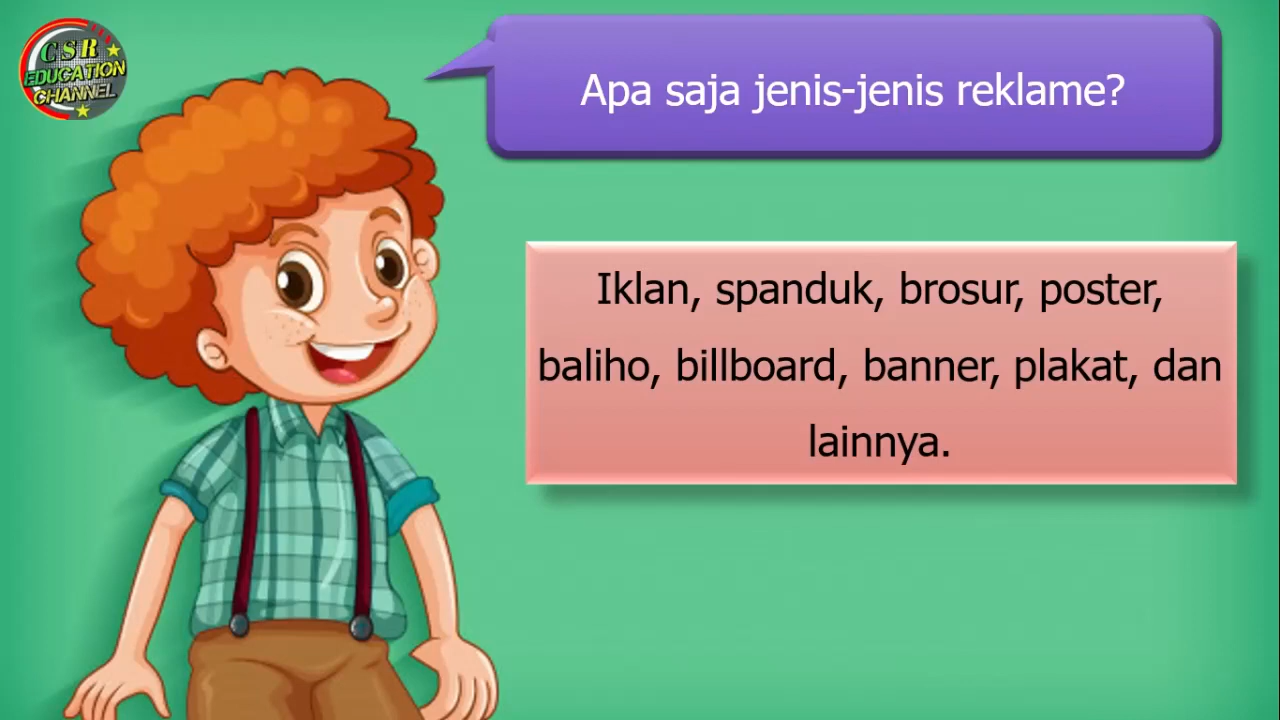 CSR
EDUCATION
CHANNEL
Apa saja jenis-jenis reklame?
Iklan, spanduk, brosur, poster,
baliho, billboard, banner, plakat, dan
lainnya.